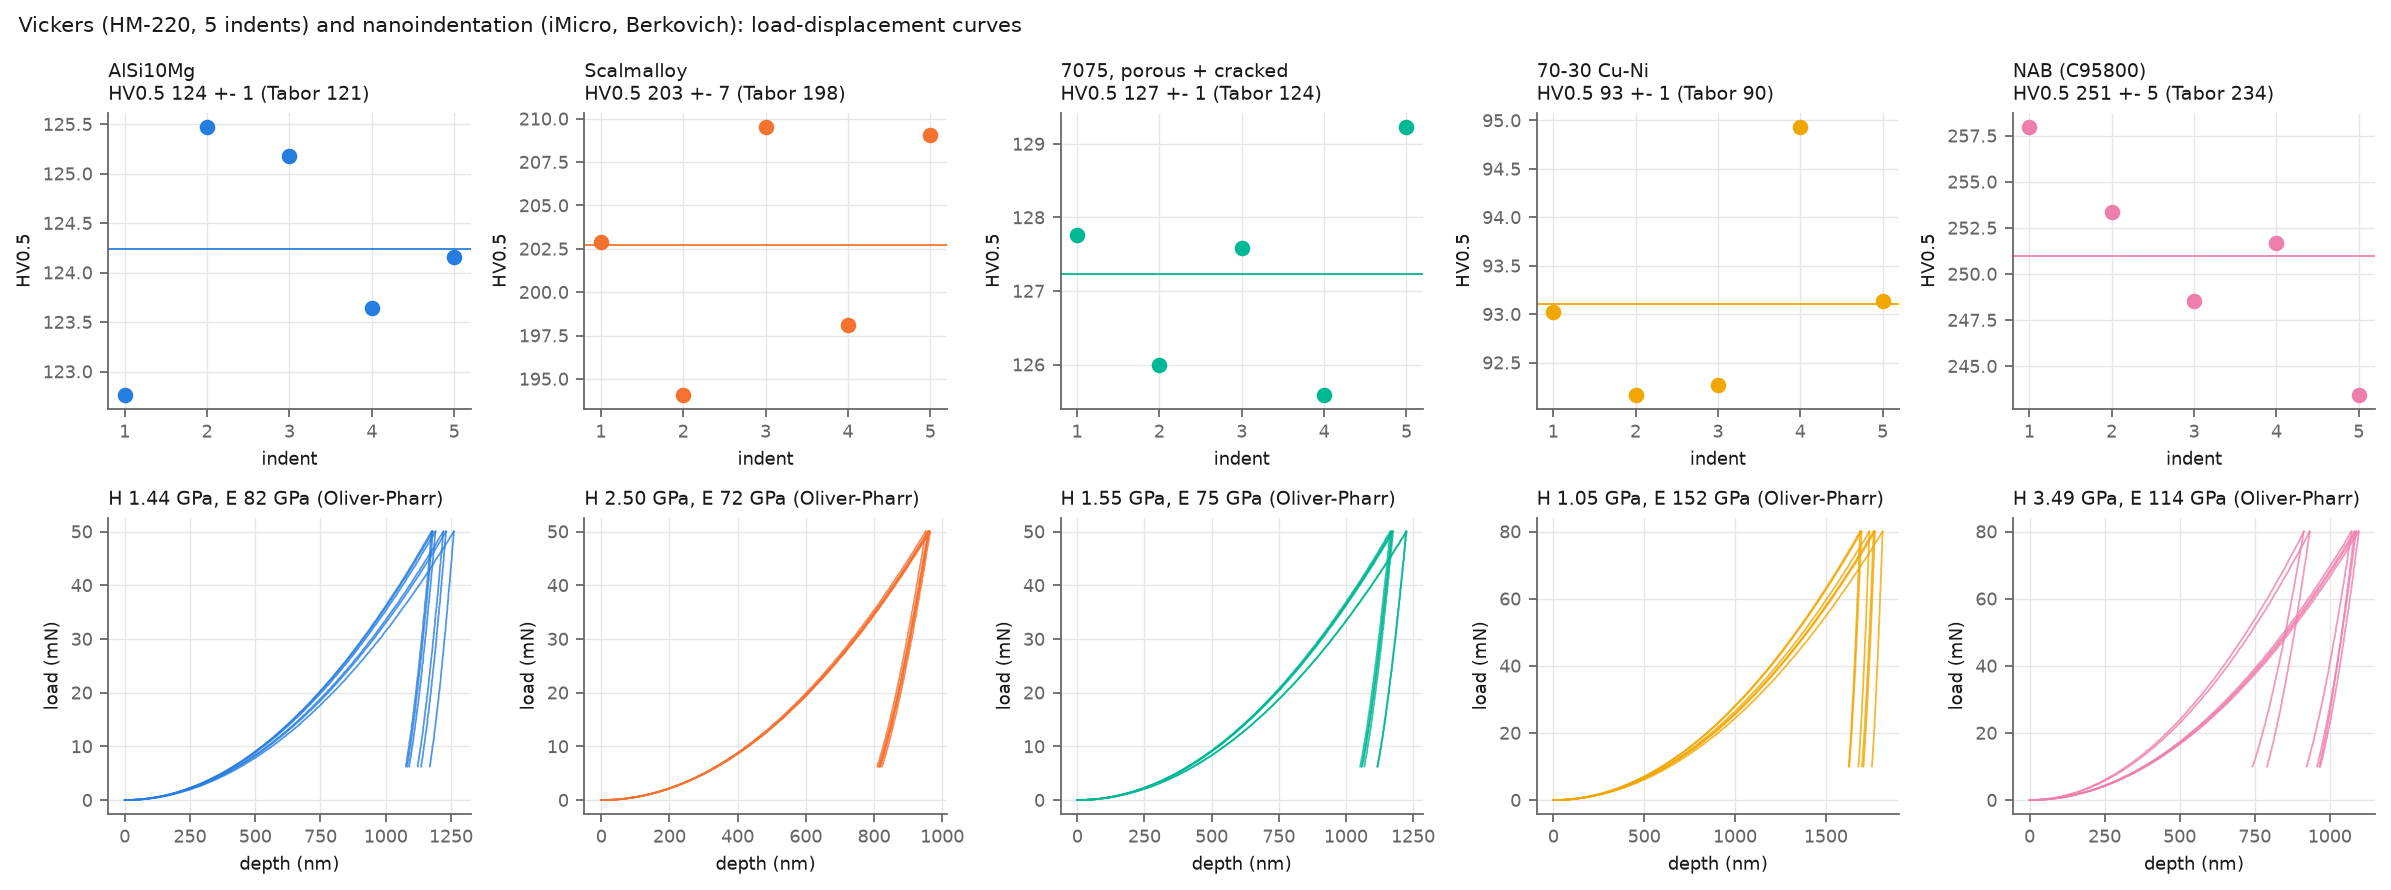 Vickers (HM-220, 5 indents) and nanoindentation (iMicro, Berkovich): load-displacement curves
AlSi10Mg
HV0.5 124 +- 1 (Tabor 121)
HV0.5
125.5
125.0
124.5
124.0
123.5
123.0
1 2 3 4 5
indent
Scalmalloy
HV0.5 203 +- 7 (Tabor 198)
HV0.5
210.0
207.5
205.0
202.5
200.0
197.5
195.0
1 2 3 4 5
indent
7075, porous + cracked
HV0.5 127 +- 1 (Tabor 124)
HV0.5
129
128
127
126
1 2 3 4 5
indent
70-30 Cu-Ni
HV0.5 93 +- 1 (Tabor 90)
HV0.5
95.0
94.5
94.0
93.5
93.0
92.5
1 2 3 4 5
indent
NAB (C95800)
HV0.5 251 +- 5 (Tabor 234)
HV0.5
257.5
255.0
252.5
250.0
247.5
245.0
1 2 3 4 5
indent
H 1.44 GPa, E 82 GPa (Oliver-Pharr)
load (mN)
50
40
30
20
10
0
0 250 500 750 1000 1250
depth (nm)
H 2.50 GPa, E 72 GPa (Oliver-Pharr)
load (mN)
50
40
30
20
10
0
0 200 400 600 800 1000
depth (nm)
H 1.55 GPa, E 75 GPa (Oliver-Pharr)
load (mN)
50
40
30
20
10
0
0 250 500 750 1000 1250
depth (nm)
H 1.05 GPa, E 152 GPa (Oliver-Pharr)
load (mN)
80
60
40
20
0
0 500 1000 1500
depth (nm)
H 3.49 GPa, E 114 GPa (Oliver-Pharr)
load (mN)
80
60
40
20
0
0 250 500 750 1000
depth (nm)